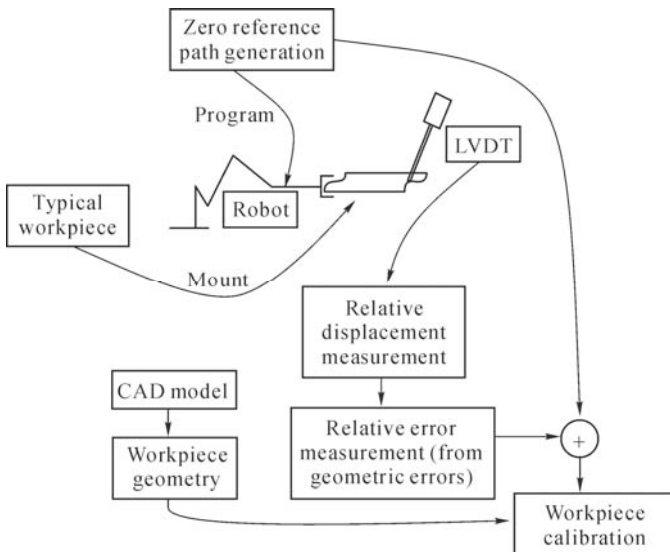 Zero reference
path generation
Program
LVDT
Typical
workpiece
Robot
Mount
Relative
displacement
measurement
CAD model
Relative error
measurement (from
geometric errors)
+
Workpiece
geometry
Workpiece
calibration